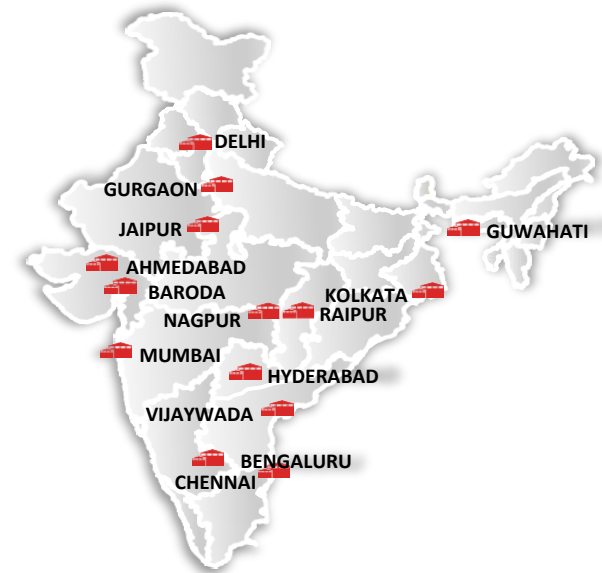 DELHI
GURGAON
JAIPUR
GUWAHATI
AHMEDABAD
BARODA
KOLKATA
NAGPUR
RAIPUR
MUMBAI
HYDERABAD
VIJAYWADA
BENGALURU
CHENNAI